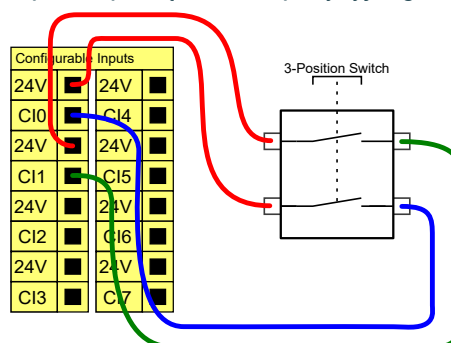 Configurable Inputs
3-Position Switch
24V 24V
CI0 CI4
24V 24V
CI1 CI5
24V 24V
CI2 CI6
24V 24V
CI3 CI7